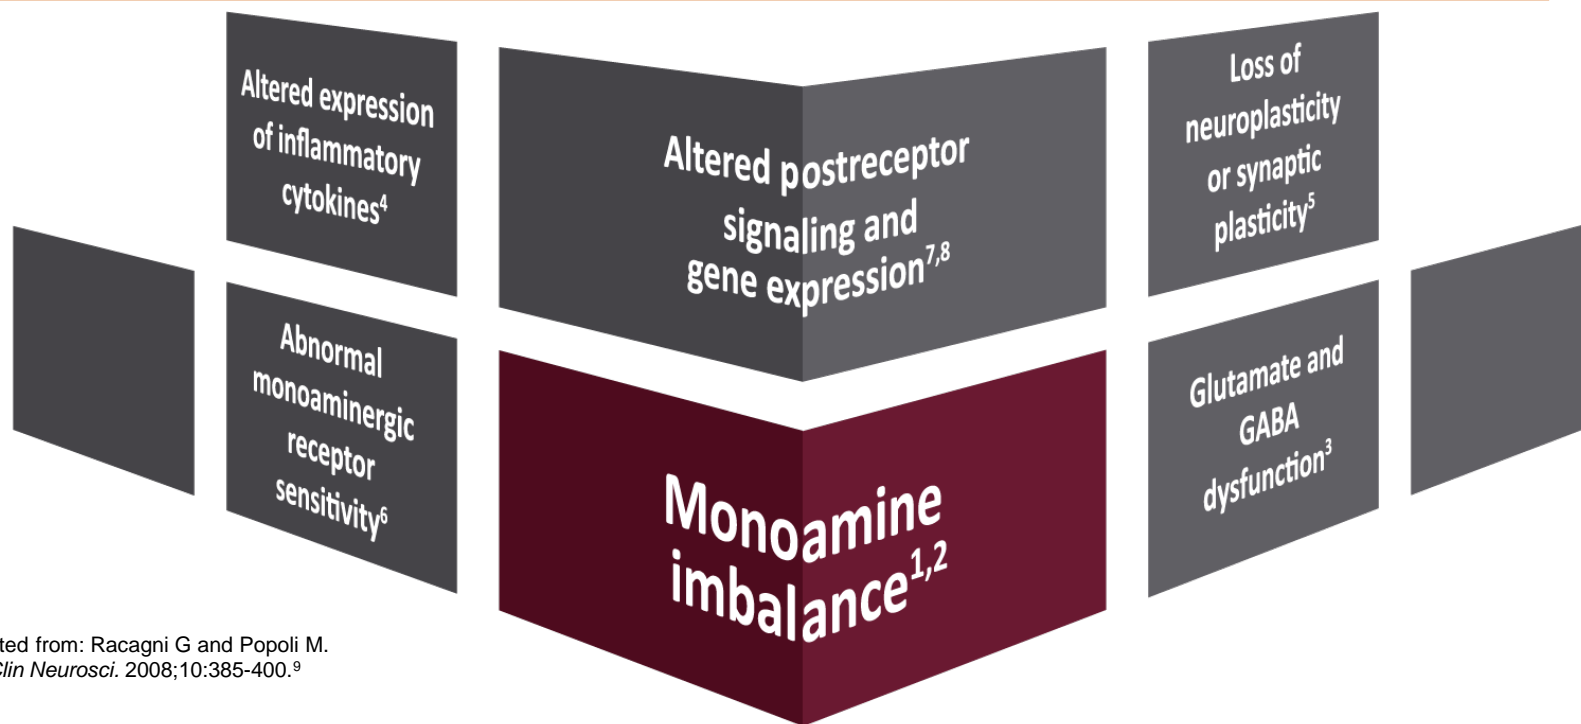 Altered expression
of inflammatory
cytokines⁴
Altered postreceptor
signaling and
gene expression⁷,⁸
Loss of
neuroplasticity
or synaptic
plasticity⁵
Abnormal
monoaminergic
receptor
sensitivity⁶
Monoamine
imbalance¹,²
Glutamate and
GABA
dysfunction³
from: Racagni G and Popoli M.
Neurosci. 2008;10:385-400.⁹